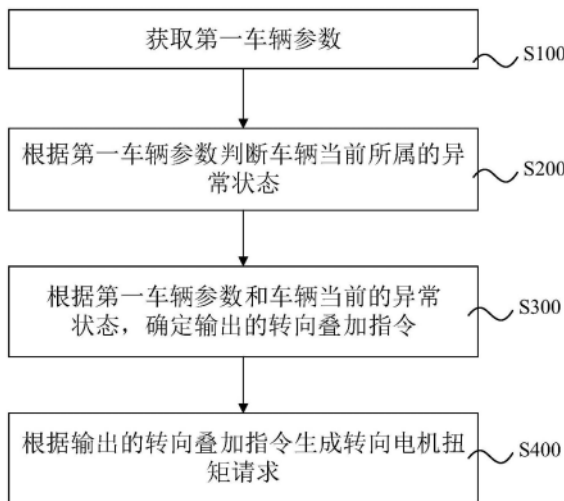 获取第一车辆参数
S100
根据第一车辆参数判断车辆当前所属的异
常状态
S200
根据第一车辆参数和车辆当前的异常
状态，确定输出的转向叠加指令
S300
根据输出的转向叠加指令生成转向电机扭
矩请求
S400